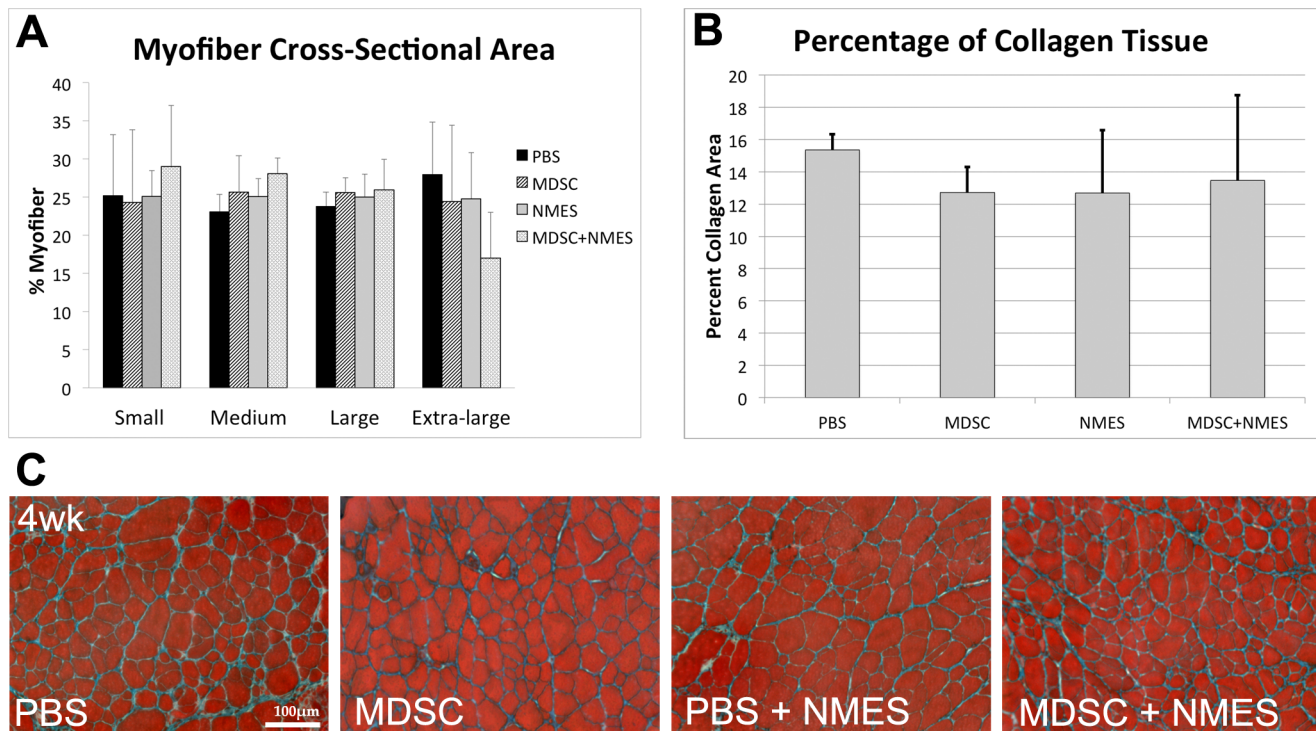 A
Myofiber Cross-Sectional Area
% Myofiber
40
35
30
25
20
15
10
5
0
Small Medium Large Extra-large
PBS
MDSC
NMES
MDSC+NMES
B
Percentage of Collagen Tissue
Percent Collagen Area
20
18
16
14
12
10
8
6
4
2
0
PBS MDSC NMES MDSC+NMES
C
4wk
PBS
100μm
MDSC
PBS + NMES
MDSC + NMES